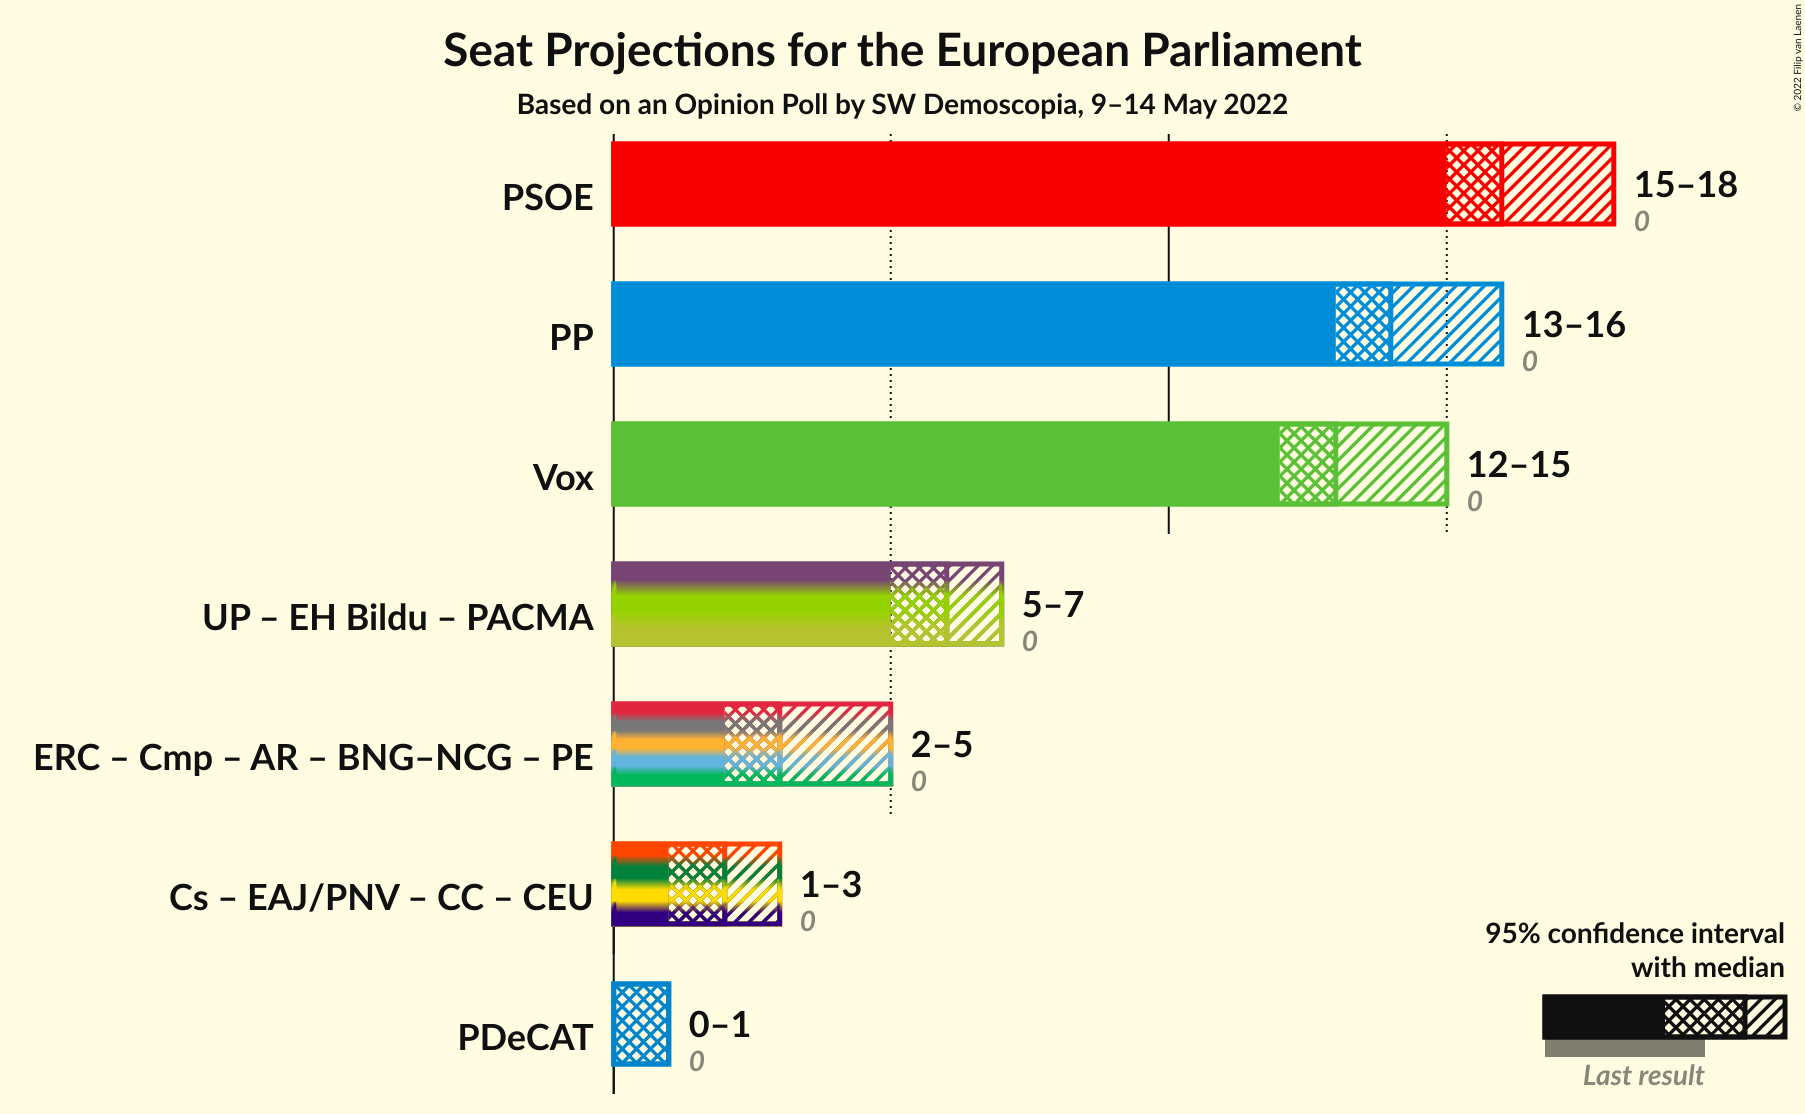 Seat Projections for the European Parliament
Based on an Opinion Poll by SW Demoscopia, 9–14 May 2022
© 2022 Filip van Laenen
PSOE
15–18
0
PP
13–16
0
Vox
12–15
0
UP – EH Bildu – PACMA
5–7
0
ERC – Cmp – AR – BNG–NCG – PE
2–5
0
Cs – EAJ/PNV – CC – CEU
1–3
0
PDeCAT
0–1
0
95% confidence interval
with median
Last result